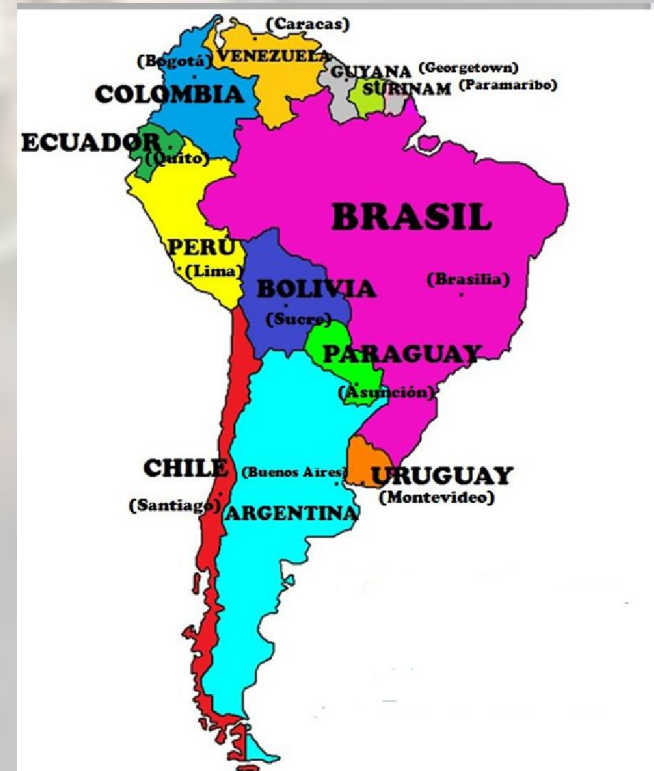 (Caracas)
VENEZUELA
(Bogotá)
COLOMBIA
GUYANA (Georgetown)
SURINAM (Paramaribo)
ECUADOR
(Quito)
BRASIL
PERÚ
(Lima)
BOLIVIA
(Brasilia)
(Sucre)
PARAGUAY
(Asunción)
CHILE
(Buenos Aires)
URUGUAY
(Montevideo)
(Santiago)
ARGENTINA